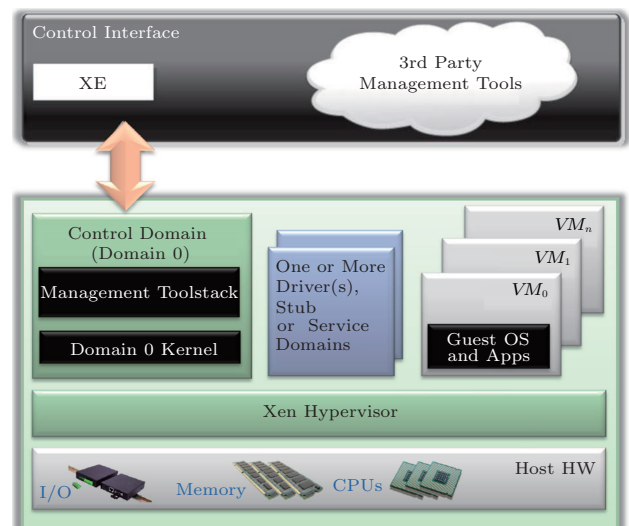 Control Interface
XE
3rd Party
Management Tools
Control Domain
(Domain 0)
Management Toolstack
Domain 0 Kernel
One or More
Driver(s),
Stub
or Service
Domains
VMn
VM1
VM0
Guest OS
and Apps
Xen Hypervisor
I/O
Memory
CPUs
Host HW